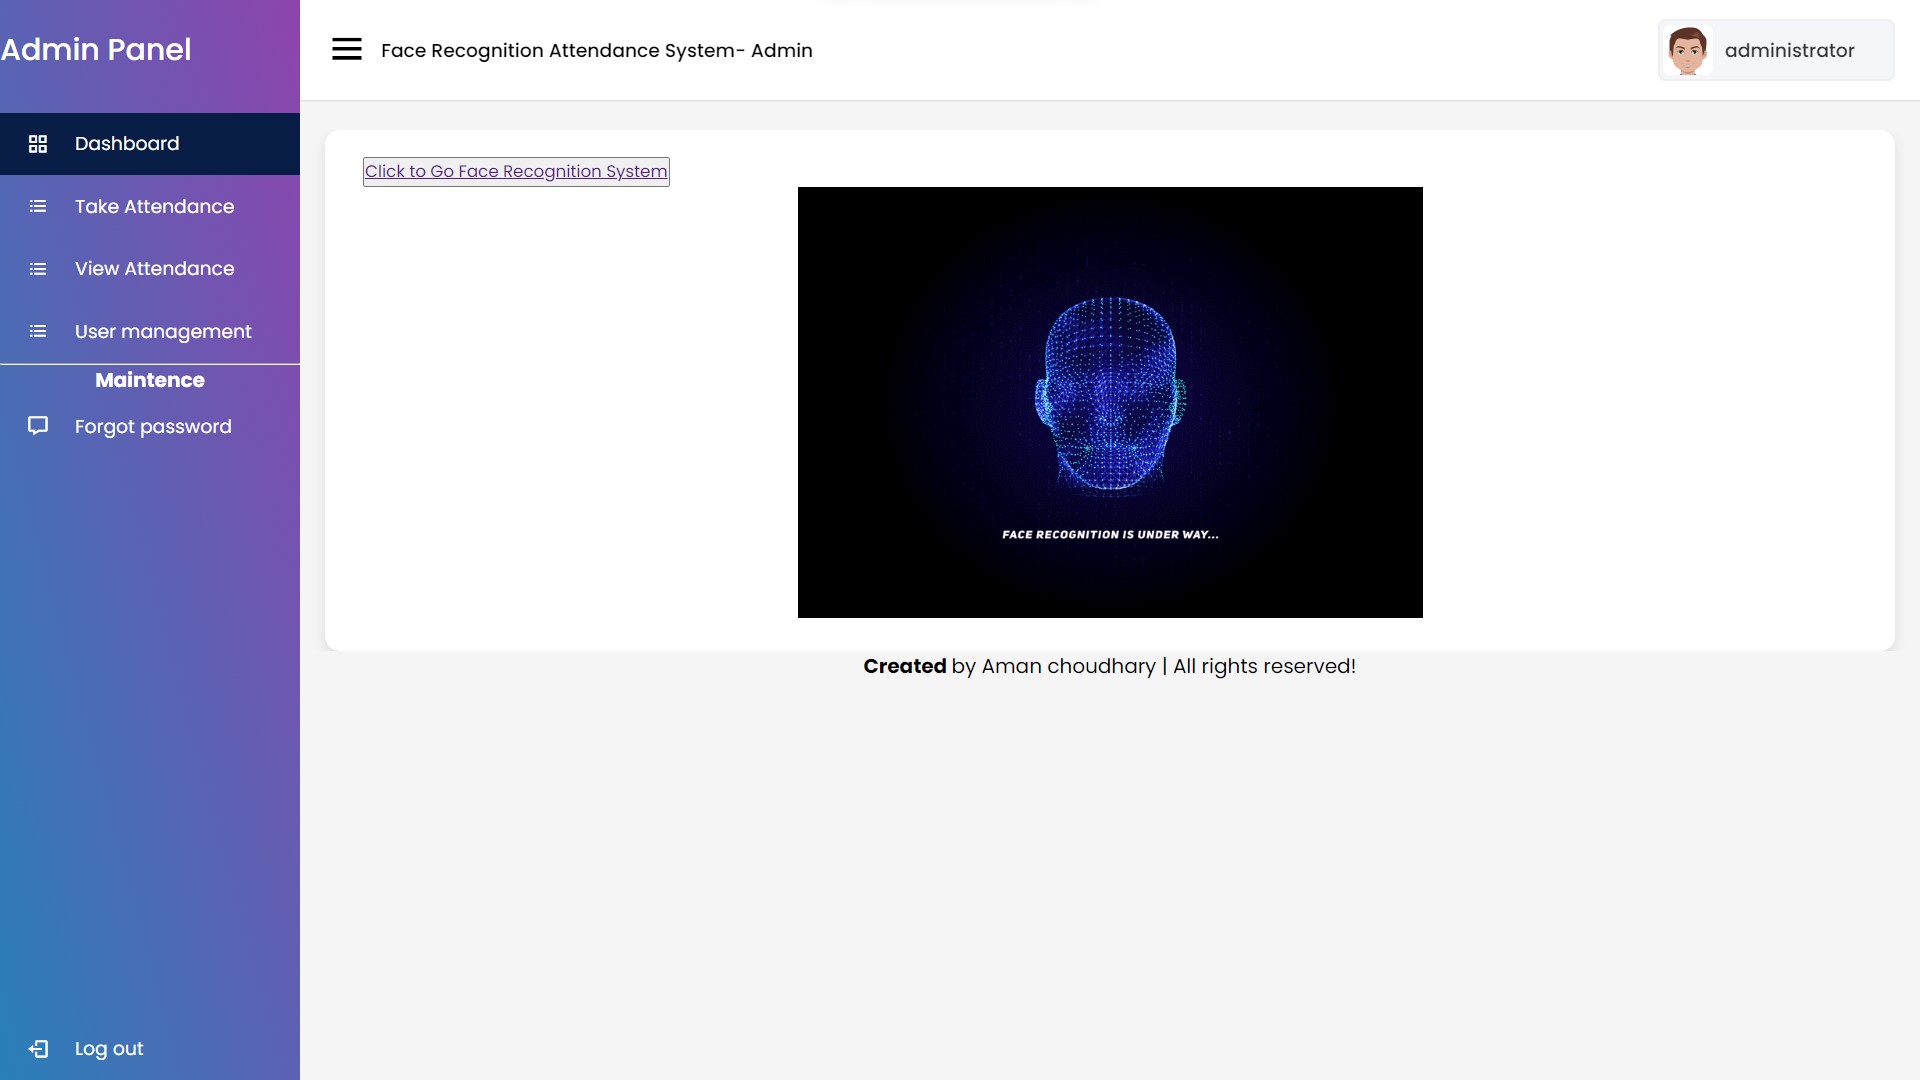 Admin Panel
Face Recognition Attendance System- Admin
administrator
Dashboard
Take Attendance
View Attendance
User management
Maintence
Forgot password
Log out
Click to Go Face Recognition System
FACE RECOGNITION IS UNDER WAY...
Created by Aman choudhary | All rights reserved!